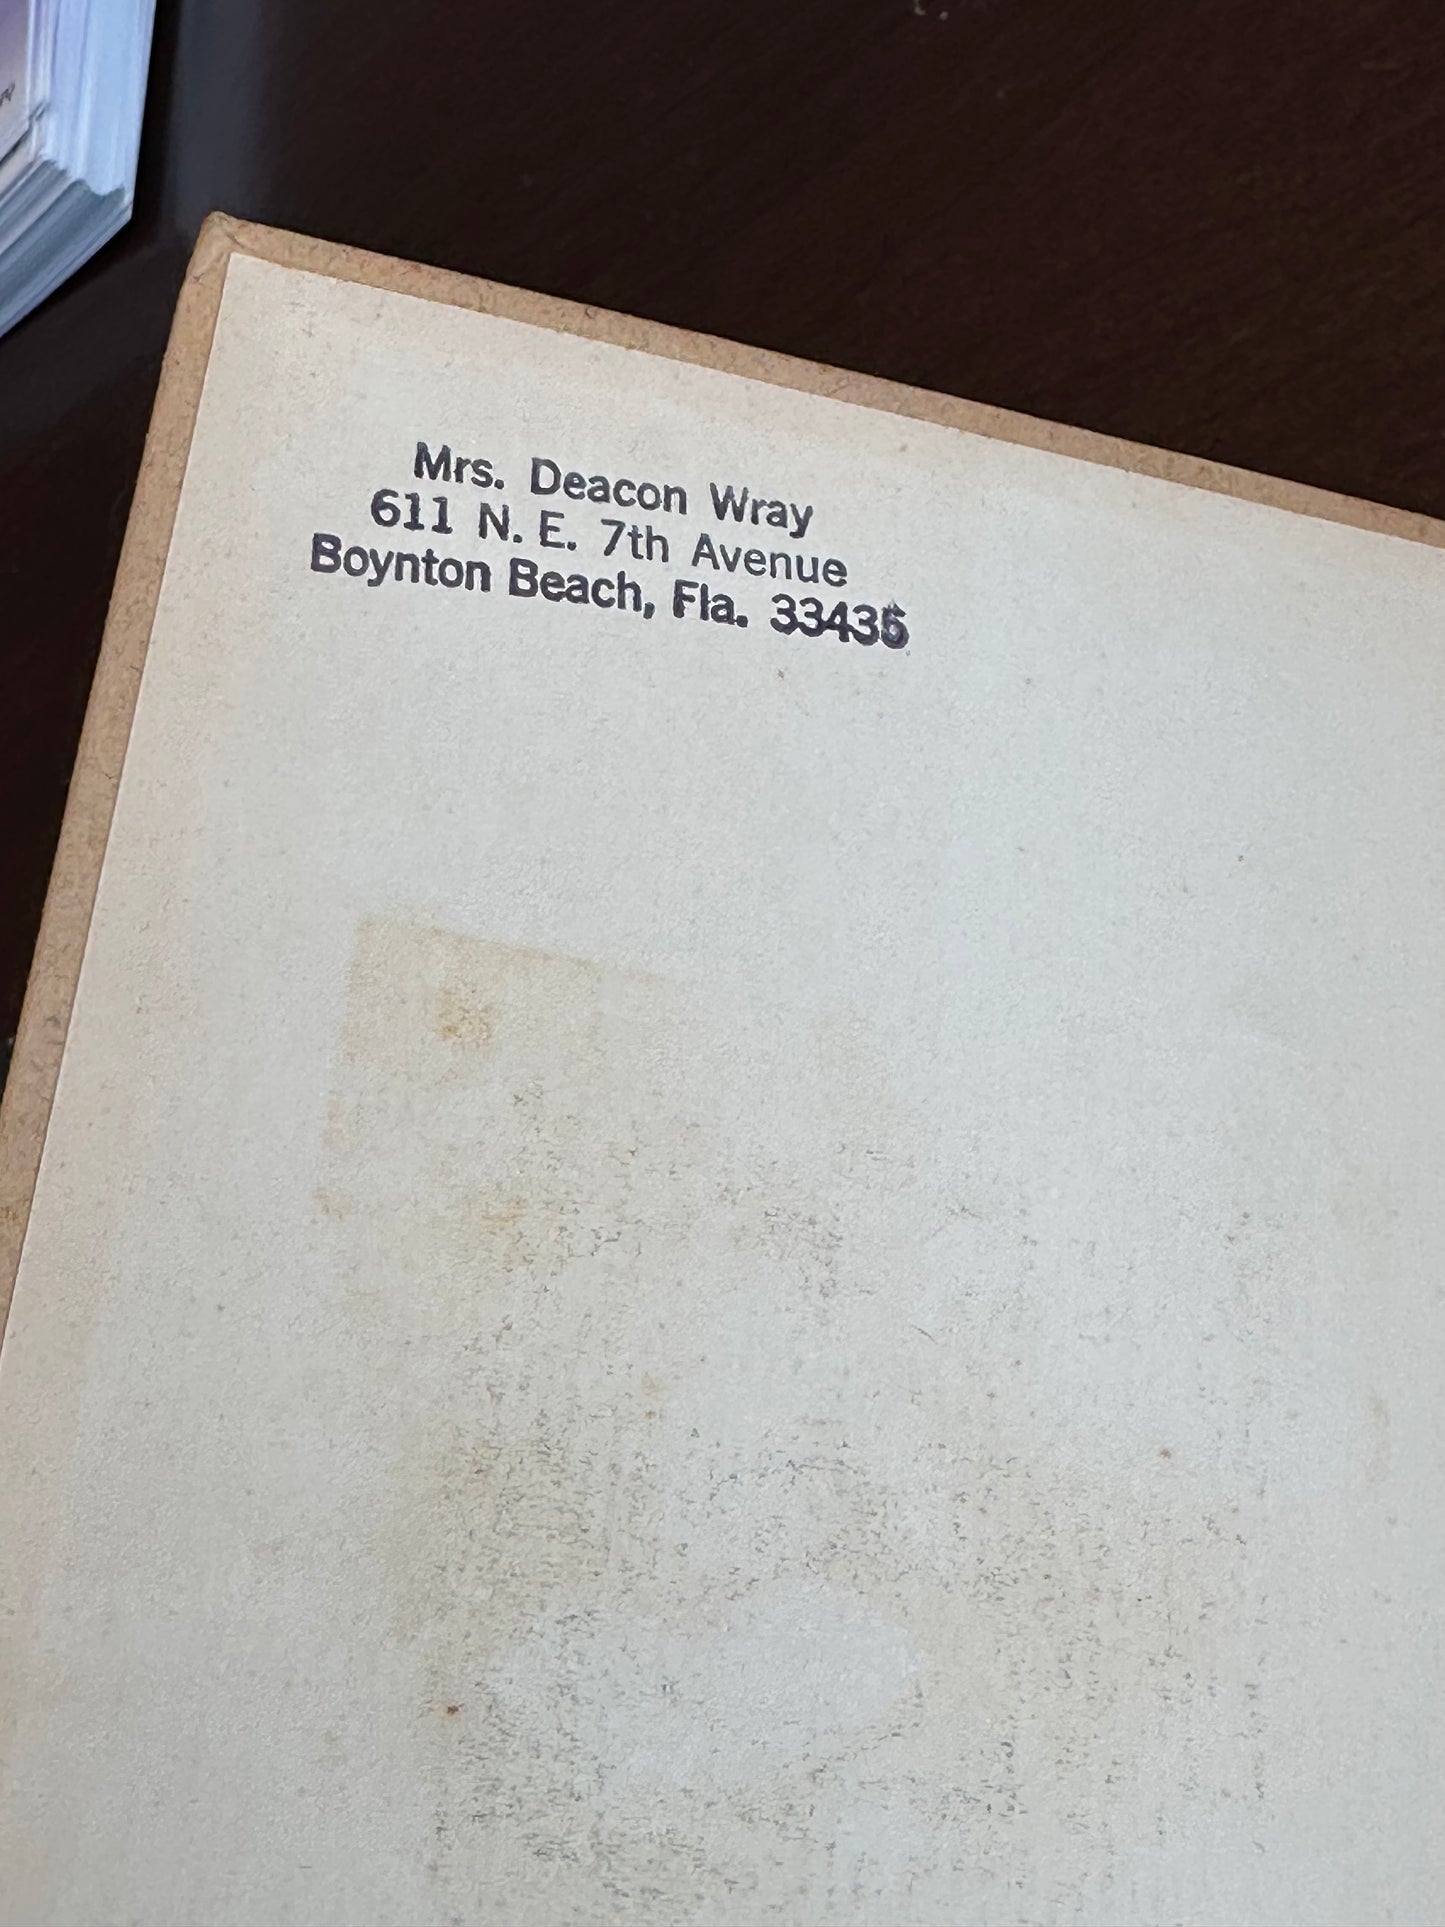 Mrs. Deacon Wray
611 N. E. 7th Avenue
Boynton Beach, Fla. 33435